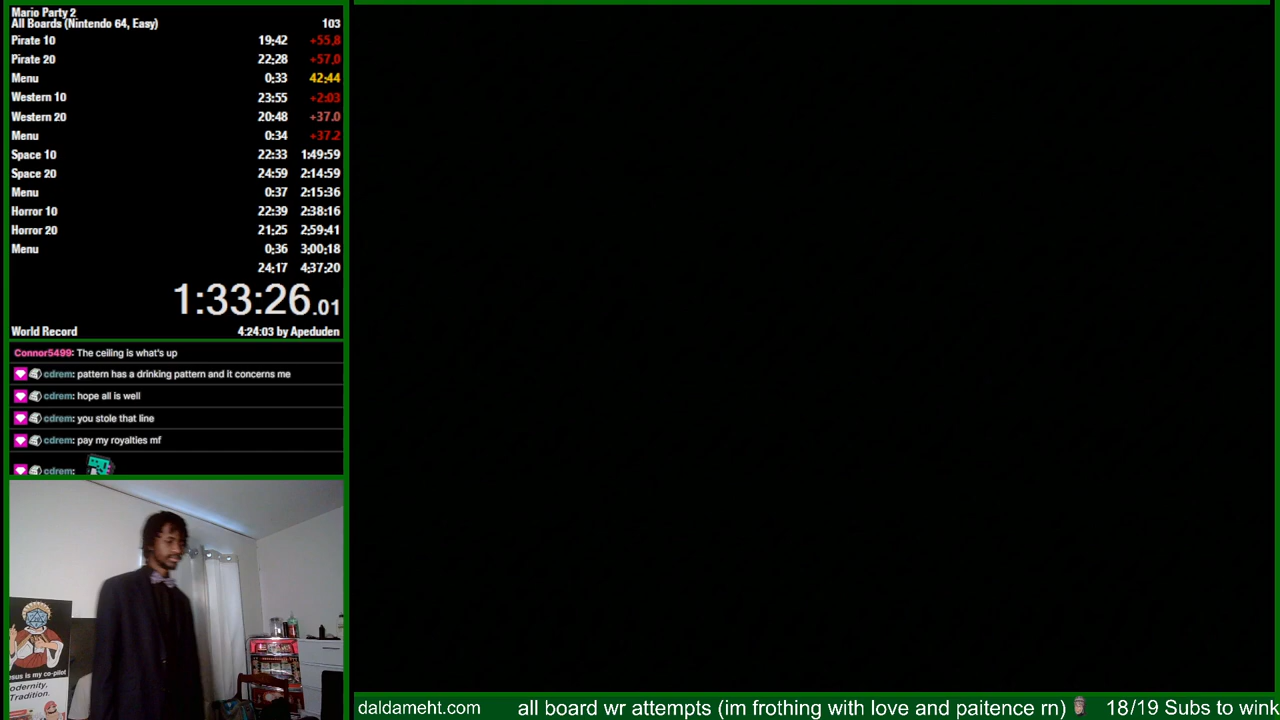 Mario Party 2
All Boards (Nintendo 64, Easy) 103
Pirate 10 19:42 +55.8
Pirate 20 22:28 +57.0
Menu 0:33 42:44
Western 10 23:55 +2:03
Western 20 20:48 +37.0
Menu 0:34 +37.2
Space 10 22:33 1:49:59
Space 20 24:59 2:14:59
Menu 0:37 2:15:36
Horror 10 22:39 2:38:16
Horror 20 21:25 2:59:41
Menu 0:36 3:00:18
24:17 4:37:20
1:33:26.01
World Record 4:24:03 by Apeduden
Connor5499: The ceiling is what's up
cdrem: pattern has a drinking pattern and it concerns me
cdrem: hope all is well
cdrem: you stole that line
cdrem: pay my royalties mf
cdrem:
esus is my co-pilot
odernity,
Tradition.
daldameht.com all board wr attempts (im frothing with love and paitence rn) 18/19 Subs to wink